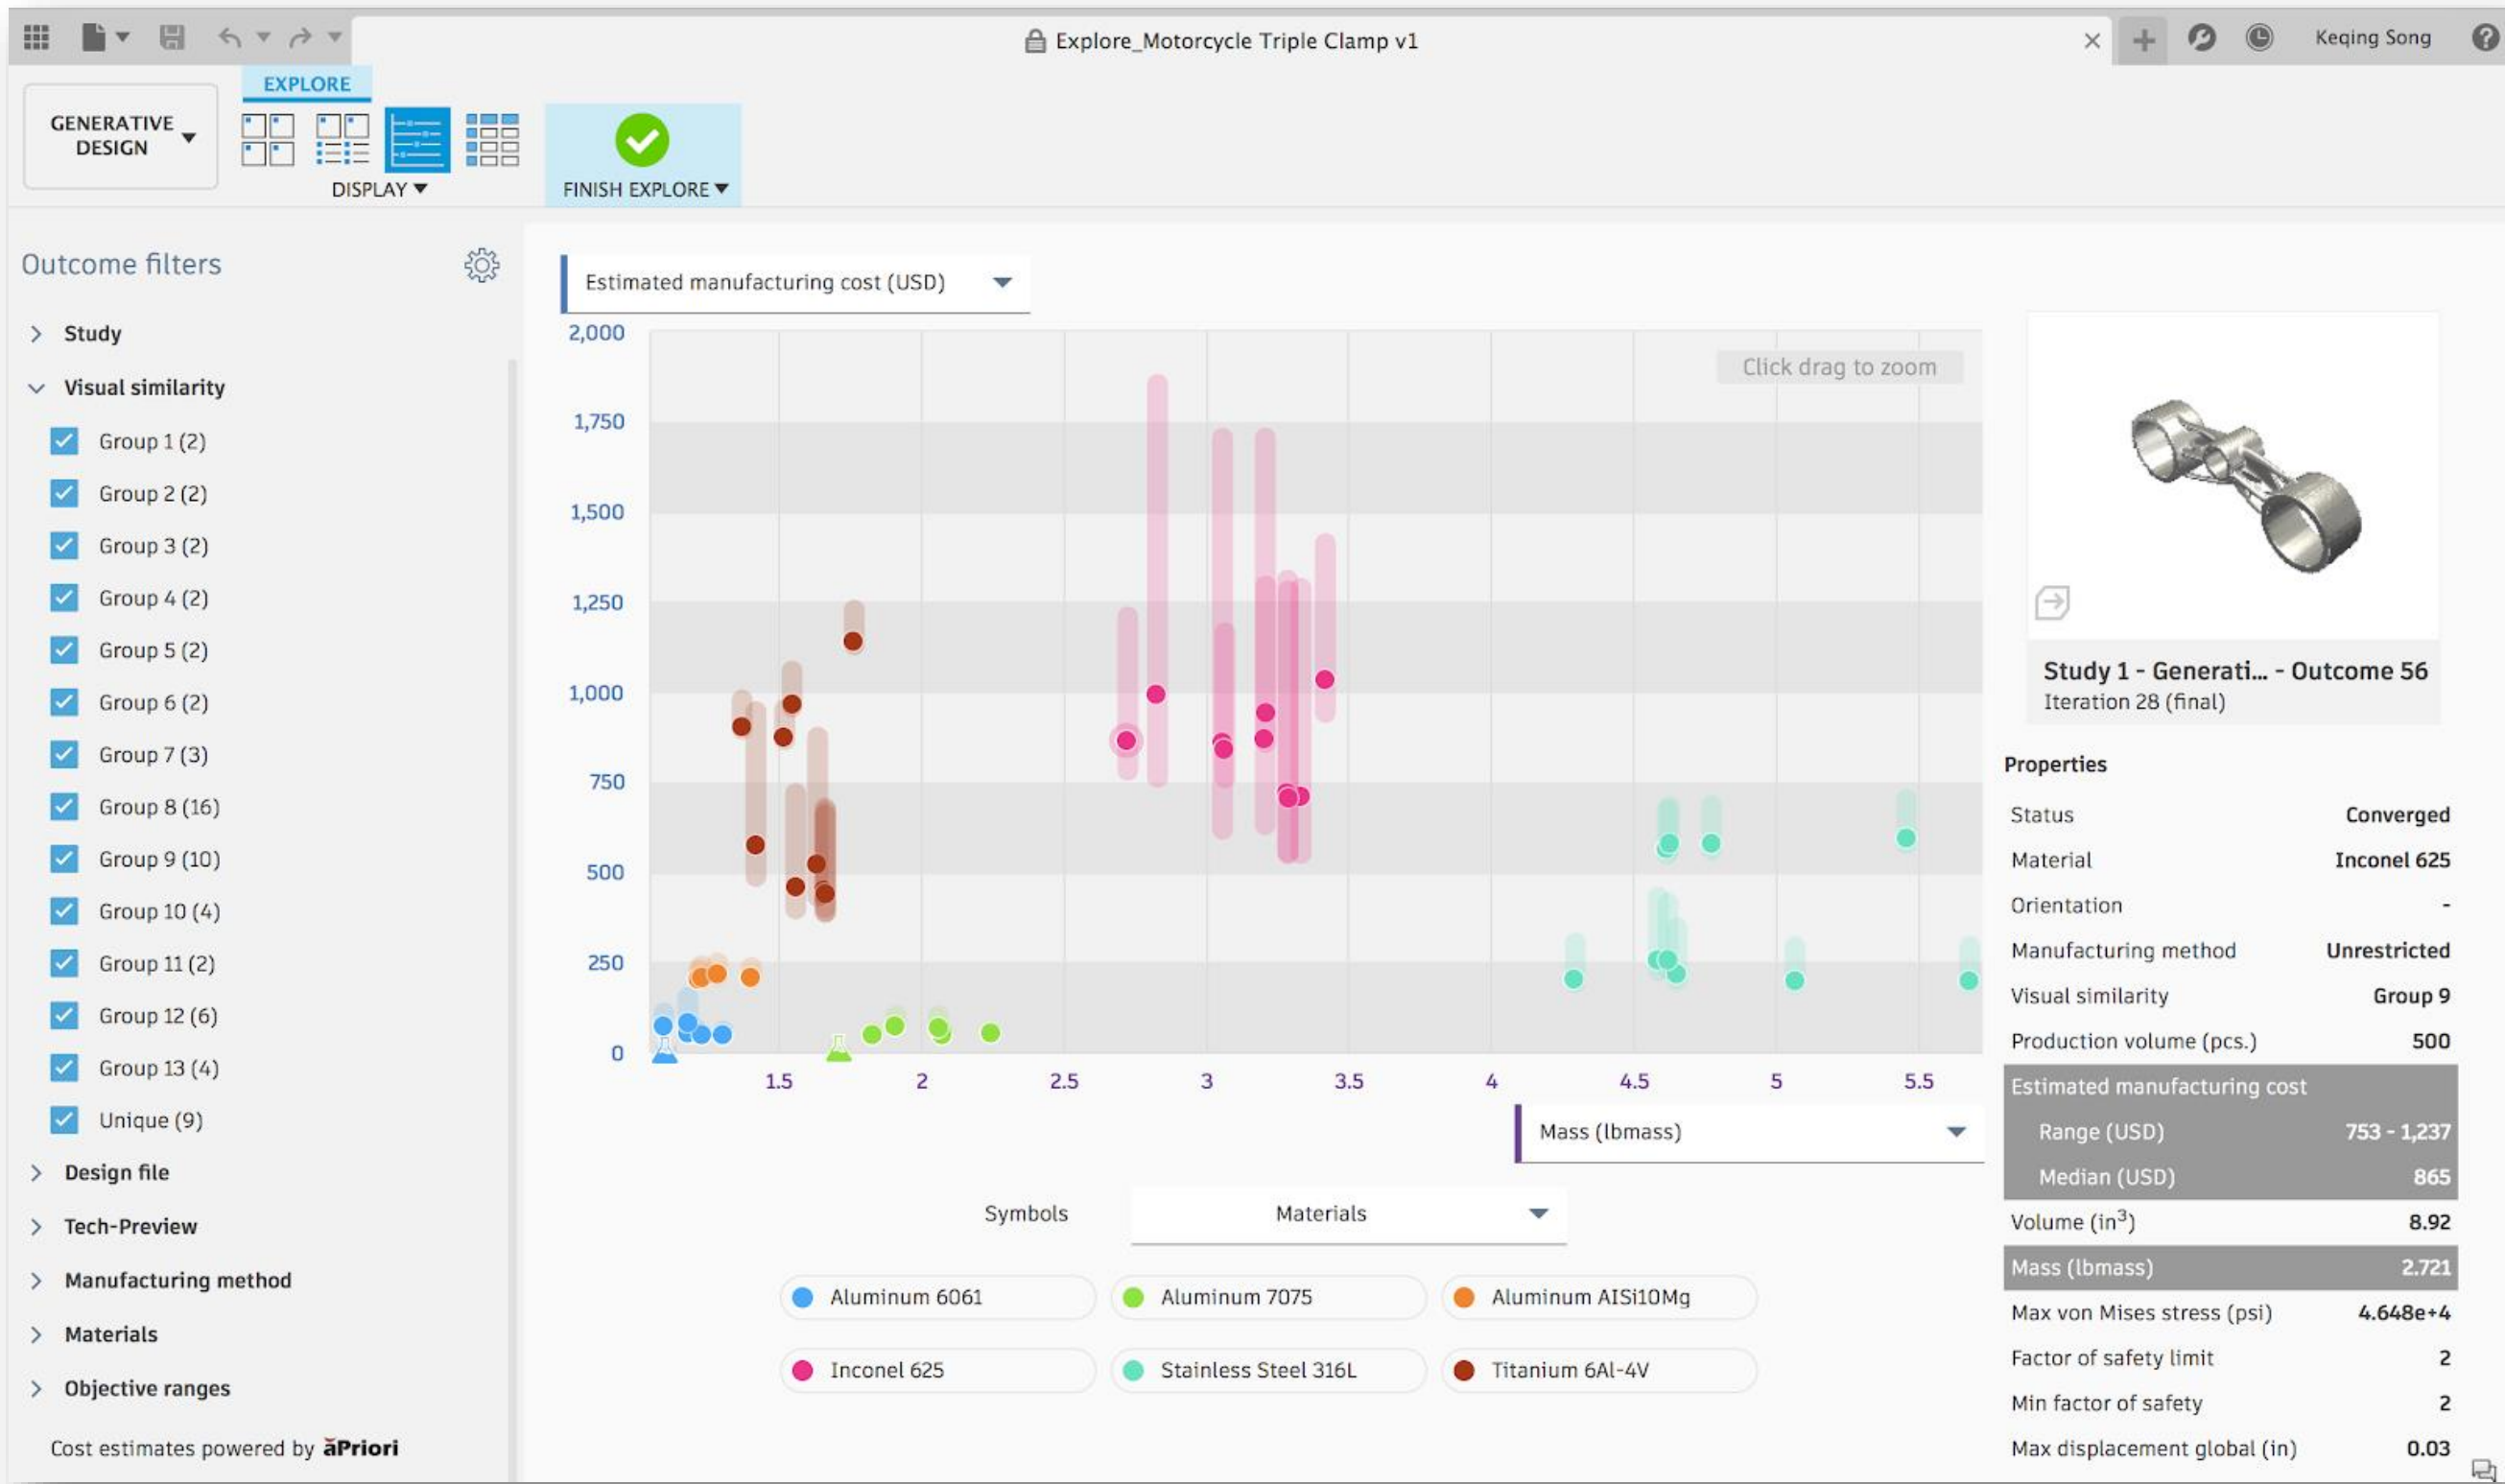 Explore_Motorcycle Triple Clamp v1
Keqing Song
EXPLORE
GENERATIVE
DESIGN
DISPLAY
FINISH EXPLORE
Outcome filters
Study
Visual similarity
Group 1 (2)
Group 2 (2)
Group 3 (2)
Group 4 (2)
Group 5 (2)
Group 6 (2)
Group 7 (3)
Group 8 (16)
Group 9 (10)
Group 10 (4)
Group 11 (2)
Group 12 (6)
Group 13 (4)
Unique (9)
Design file
Tech-Preview
Manufacturing method
Materials
Objective ranges
Cost estimates powered by ăPriori
Estimated manufacturing cost (USD)
2,000
1,750
1,500
1,250
1,000
750
500
250
0
Click drag to zoom
1.5 2 2.5 3 3.5 4 4.5 5 5.5
Mass (lbmass)
Symbols Materials
Aluminum 6061 Aluminum 7075 Aluminum AlSi10Mg
Inconel 625 Stainless Steel 316L Titanium 6Al-4V
Study 1 - Generati... - Outcome 56
Iteration 28 (final)
Properties
Status Converged
Material Inconel 625
Orientation -
Manufacturing method Unrestricted
Visual similarity Group 9
Production volume (pcs.) 500
Estimated manufacturing cost
Range (USD) 753 - 1,237
Median (USD) 865
Volume (in³) 8.92
Mass (lbmass) 2.721
Max von Mises stress (psi) 4.648e+4
Factor of safety limit 2
Min factor of safety 2
Max displacement global (in) 0.03